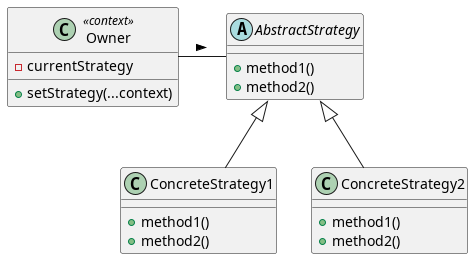 C
«context»
Owner
currentStrategy
setStrategy(...context)
A AbstractStrategy
method1()
method2()
C ConcreteStrategy1
method1()
method2()
C ConcreteStrategy2
method1()
method2()